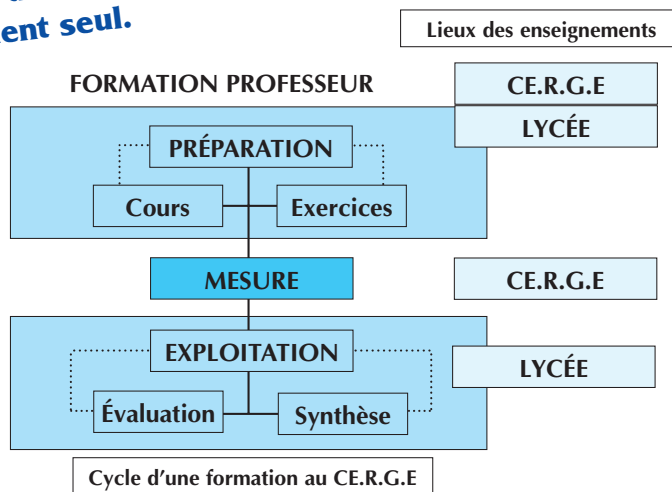 ent seul.
Lieux des enseignements
FORMATION PROFESSEUR
CE.R.G.E
LYCÉE
PRÉPARATION
Cours
Exercices
MESURE
CE.R.G.E
EXPLOITATION
LYCÉE
Évaluation
Synthèse
Cycle d'une formation au CE.R.G.E